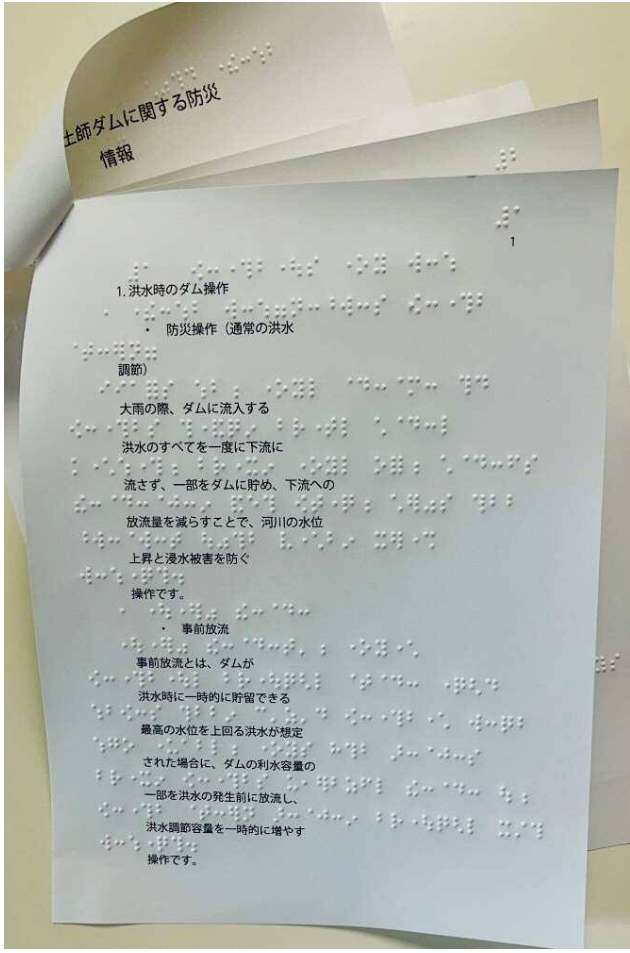 土師ダムに関する防災
情報
1
1. 洪水時のダム操作
・ 防災操作（通常の洪水
調節）
大雨の際、ダムに流入する
洪水のすべてを一度に下流に
流さず、一部をダムに貯め、下流への
放流量を減らすことで、河川の水位
上昇と浸水被害を防ぐ
操作です。
・ 事前放流
事前放流とは、ダムが
洪水時に一時的に貯留できる
最高の水位を上回る洪水が想定
された場合に、ダムの利水容量の
一部を洪水の発生前に放流し、
洪水調節容量を一時的に増やす
操作です。